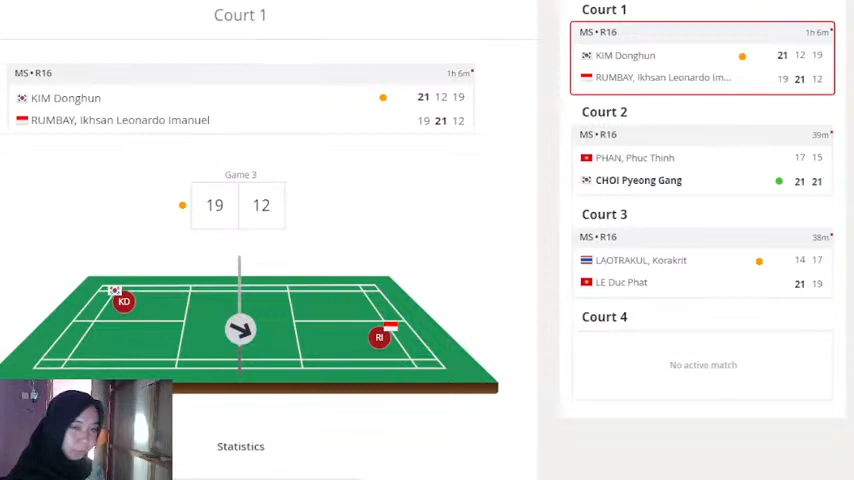 Court 1
MS • R16
1h 6m
KIM Donghun
21 12 19
RUMBAY, Ikhsan Leonardo Imanuel
19 21 12
Game 3
19 12
KD
RI
Statistics
Court 1
MS • R16
1h 6m
KIM Donghun
21 12 19
RUMBAY, Ikhsan Leonardo Im...
19 21 12
Court 2
MS • R16
39m
PHAN, Phuc Thinh
17 15
CHOI Pyeong Gang
21 21
Court 3
MS • R16
38m
LAOTRAKUL, Korakrit
14 17
LE Duc Phat
21 19
Court 4
No active match